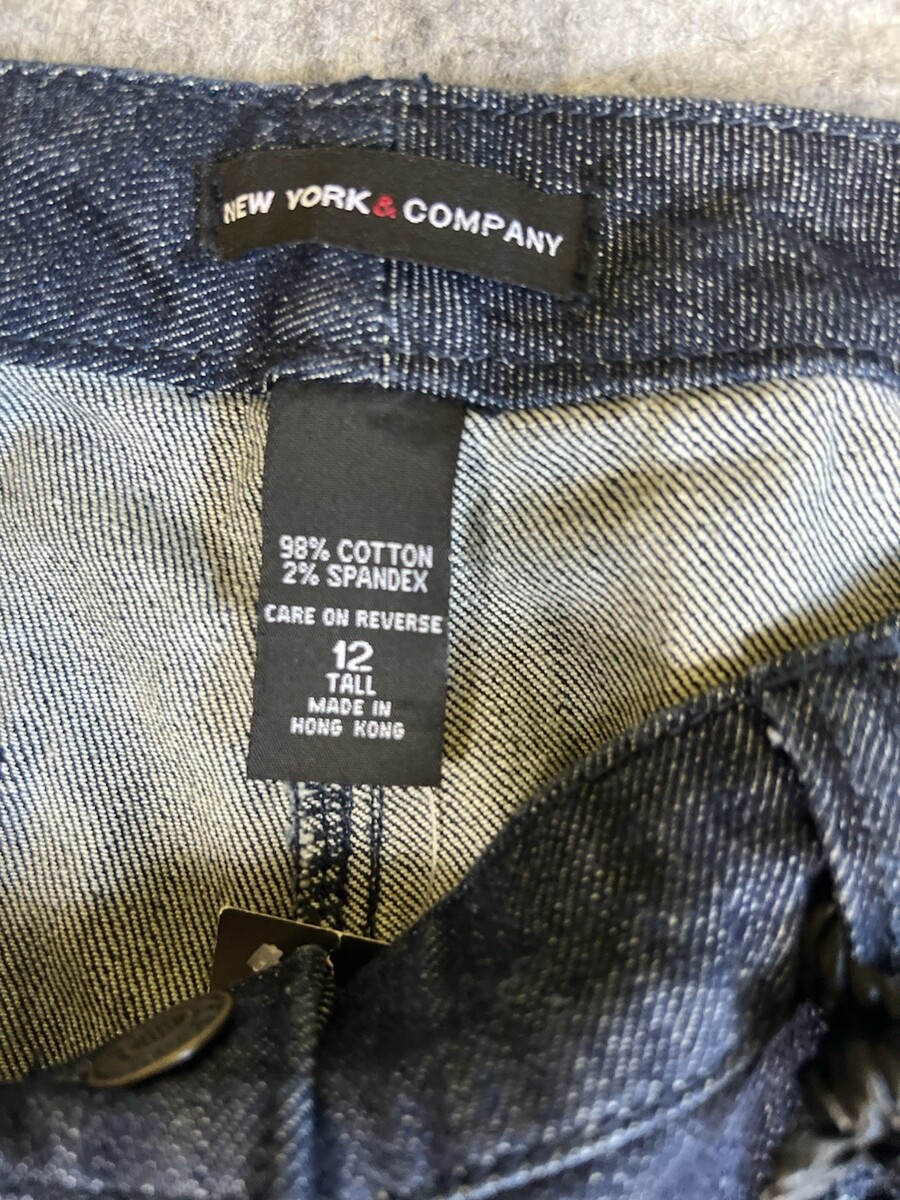 NEW YORK & COMPANY
98% COTTON
2% SPANDEX
CARE ON REVERSE
12
TALL
MADE IN
HONG KONG